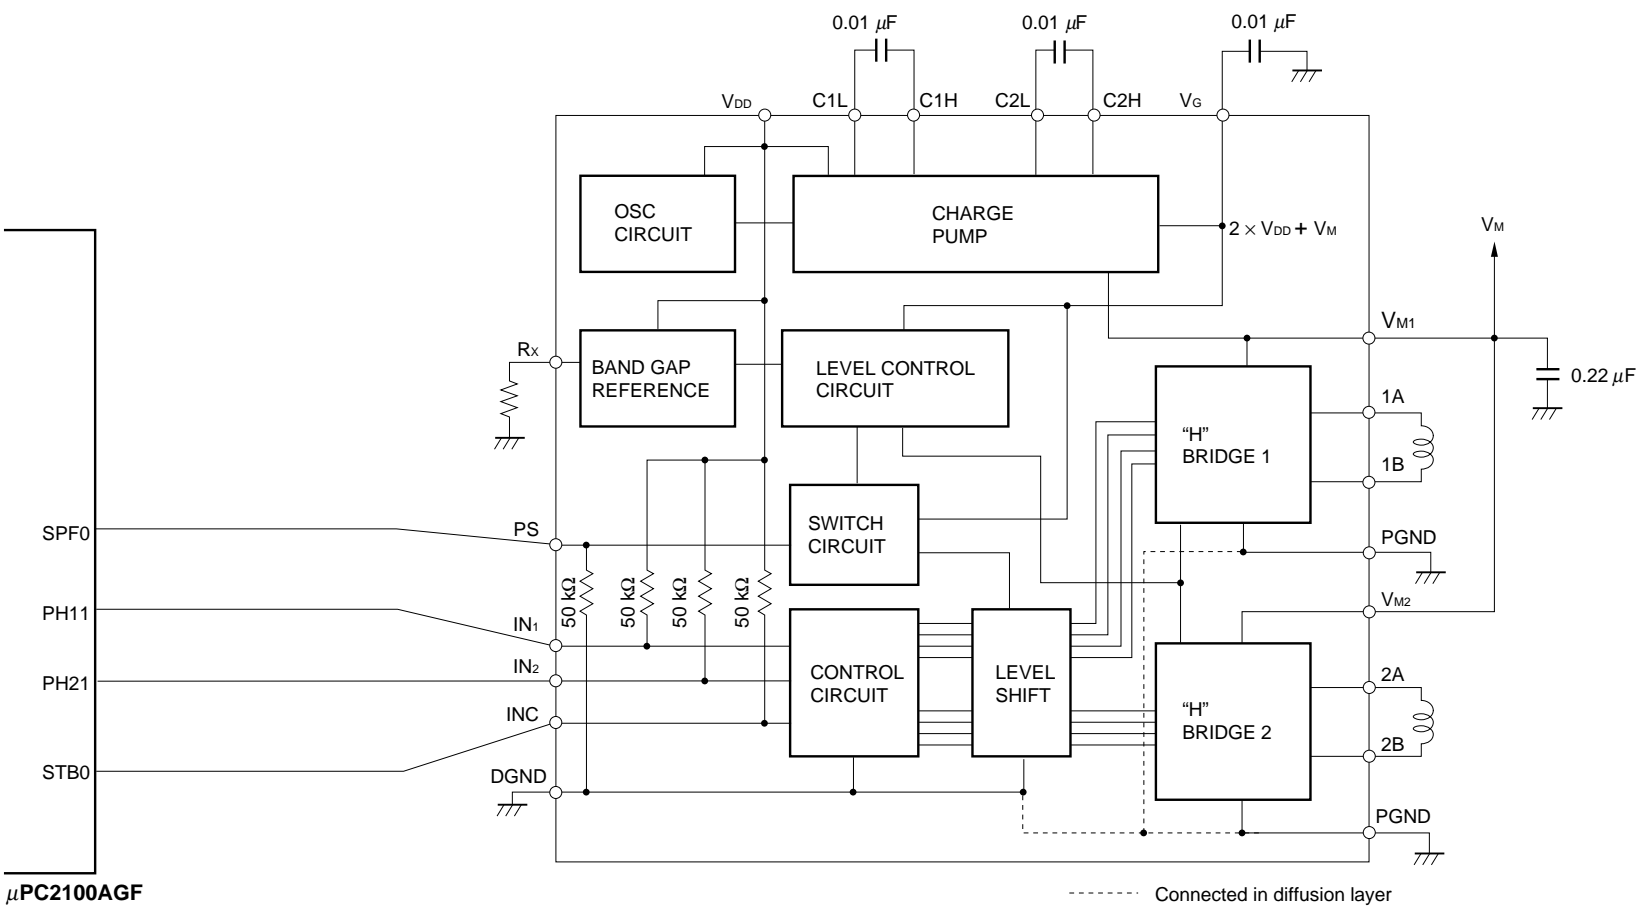 0.01 μF
0.01 μF
0.01 μF
VDD
C1L
C1H
C2L
C2H
VG
OSC
CIRCUIT
CHARGE
PUMP
2 × VDD + VM
VM
RX
BAND GAP
REFERENCE
LEVEL CONTROL
CIRCUIT
VM1
0.22 μF
1A
“H”
BRIDGE 1
1B
SPF0
PS
SWITCH
CIRCUIT
PGND
50 kΩ
50 kΩ
50 kΩ
50 kΩ
PH11
IN1
VM2
PH21
IN2
CONTROL
CIRCUIT
LEVEL
SHIFT
2A
INC
“H”
BRIDGE 2
2B
STB0
DGND
PGND
μPC2100AGF
Connected in diffusion layer